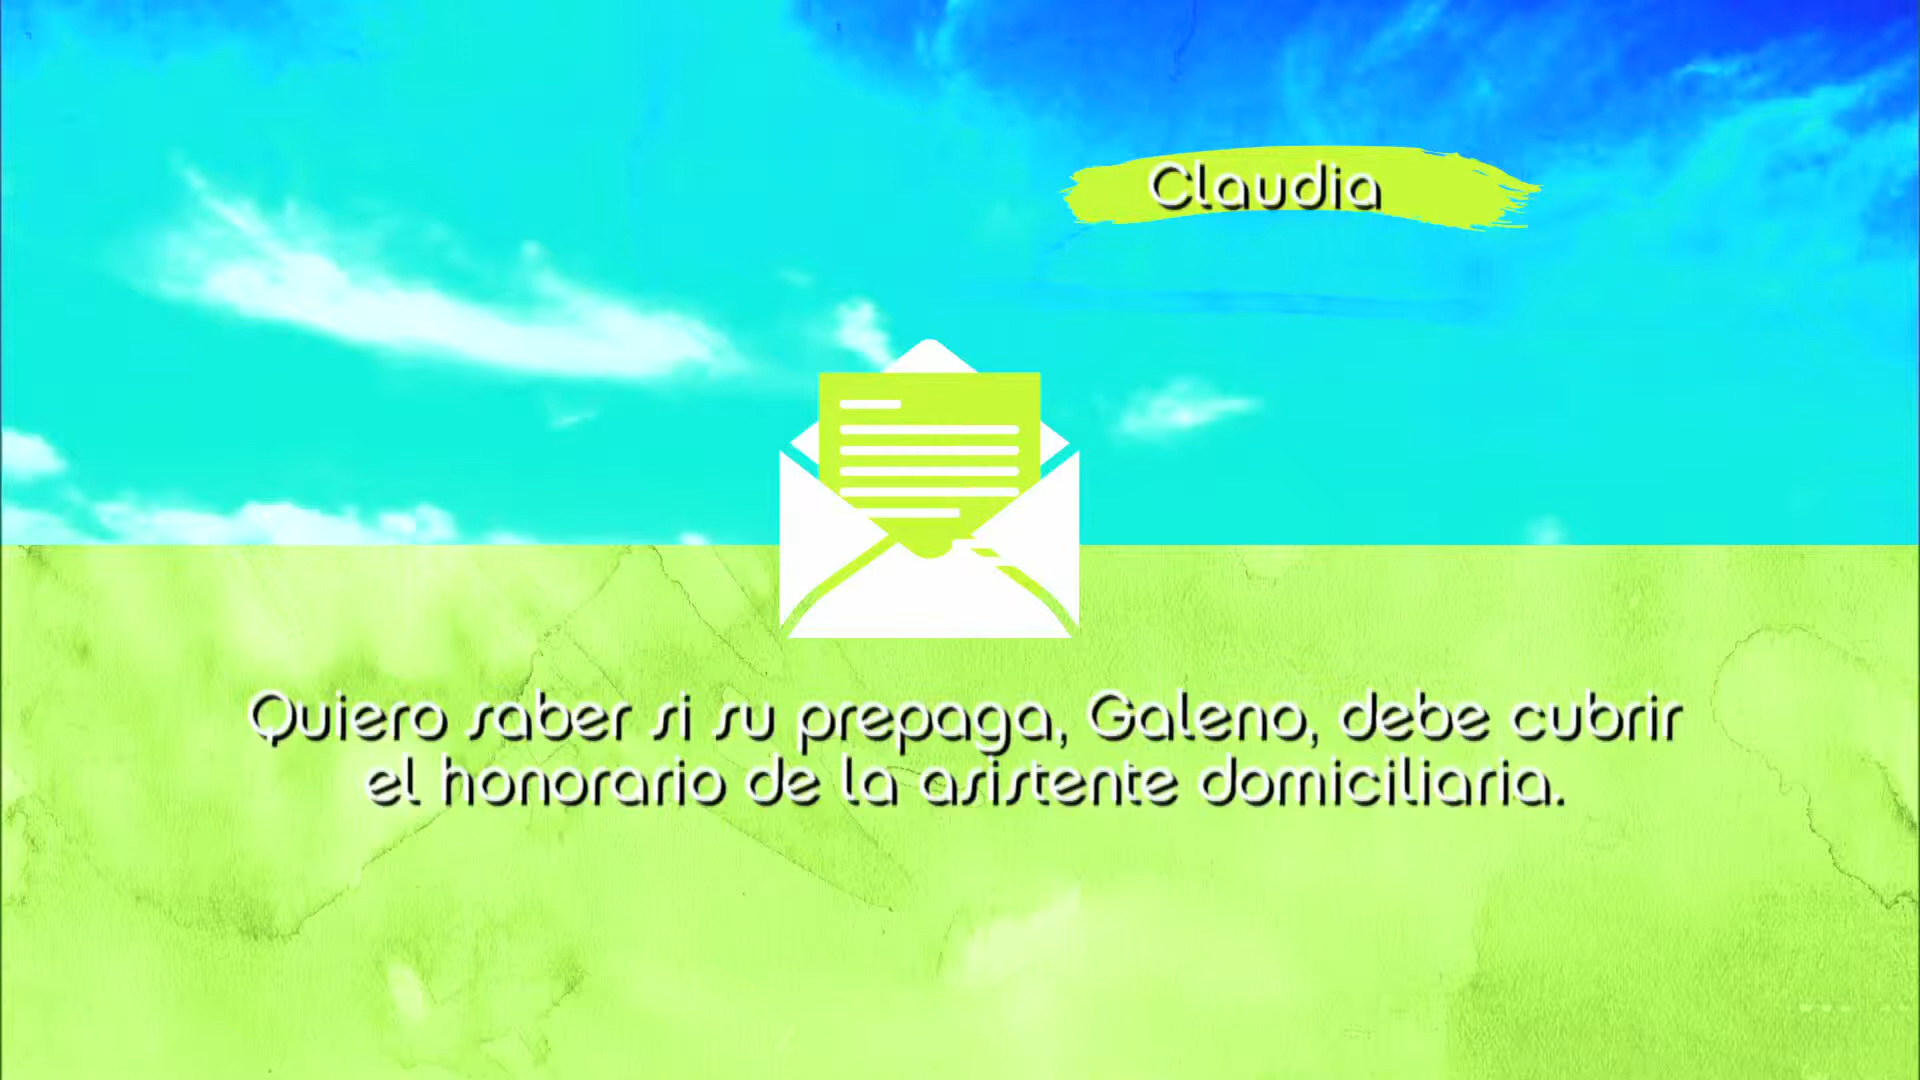 Claudia
Quiero saber si su prepaga, Galeno, debe cubrir
el honorario de la asistente domiciliaria.